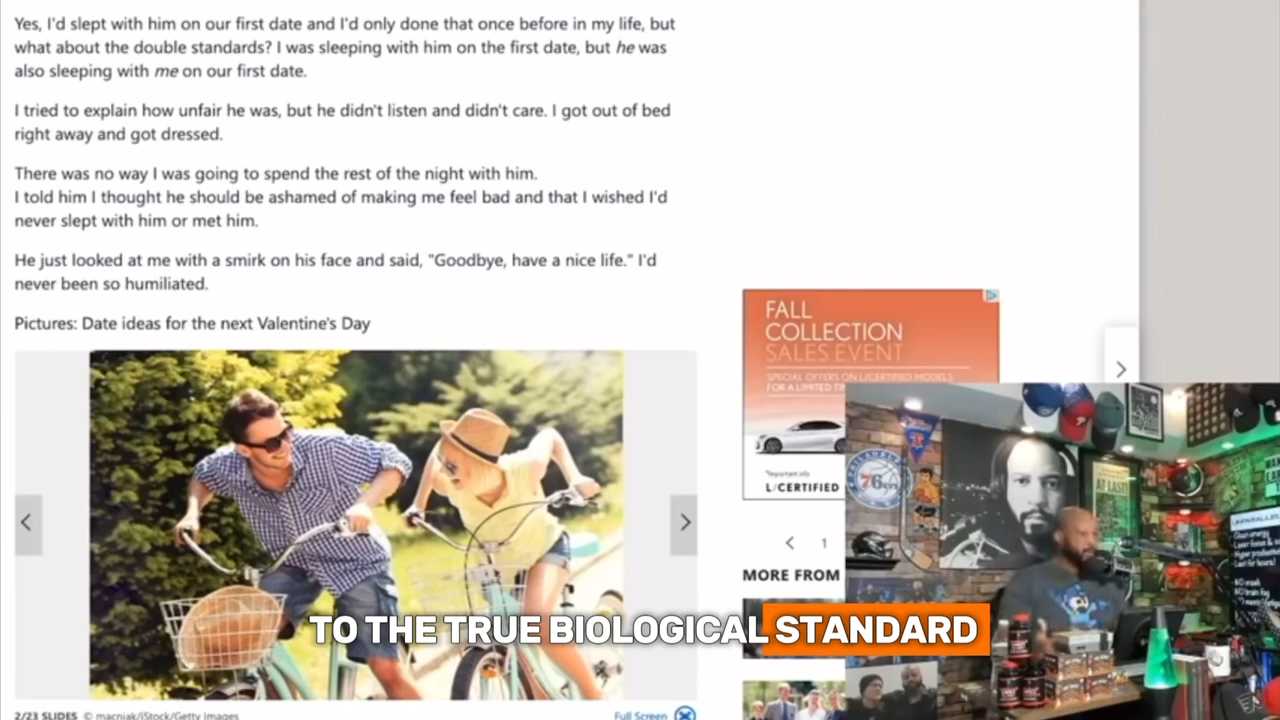 Yes, I'd slept with him on our first date and I'd only done that once before in my life, but
what about the double standards? I was sleeping with him on the first date, but he was
also sleeping with me on our first date.
I tried to explain how unfair he was, but he didn't listen and didn't care. I got out of bed
right away and got dressed.
There was no way I was going to spend the rest of the night with him.
I told him I thought he should be ashamed of making me feel bad and that I wished I'd
never slept with him or met him.
He just looked at me with a smirk on his face and said, "Goodbye, have a nice life." I'd
never been so humiliated.
Pictures: Date ideas for the next Valentine's Day
2/23 SLIDES © macniak/iStock/Getty Images
Full Screen
FALL
COLLECTION
SALES EVENT
SPECIAL OFFERS ON L/CERTIFIED MODELS
FOR A LIMITED
L/CERTIFIED
1
MORE FROM
PHILADELPHIA
76ers
AT LAST!
TO THE TRUE BIOLOGICAL STANDARD